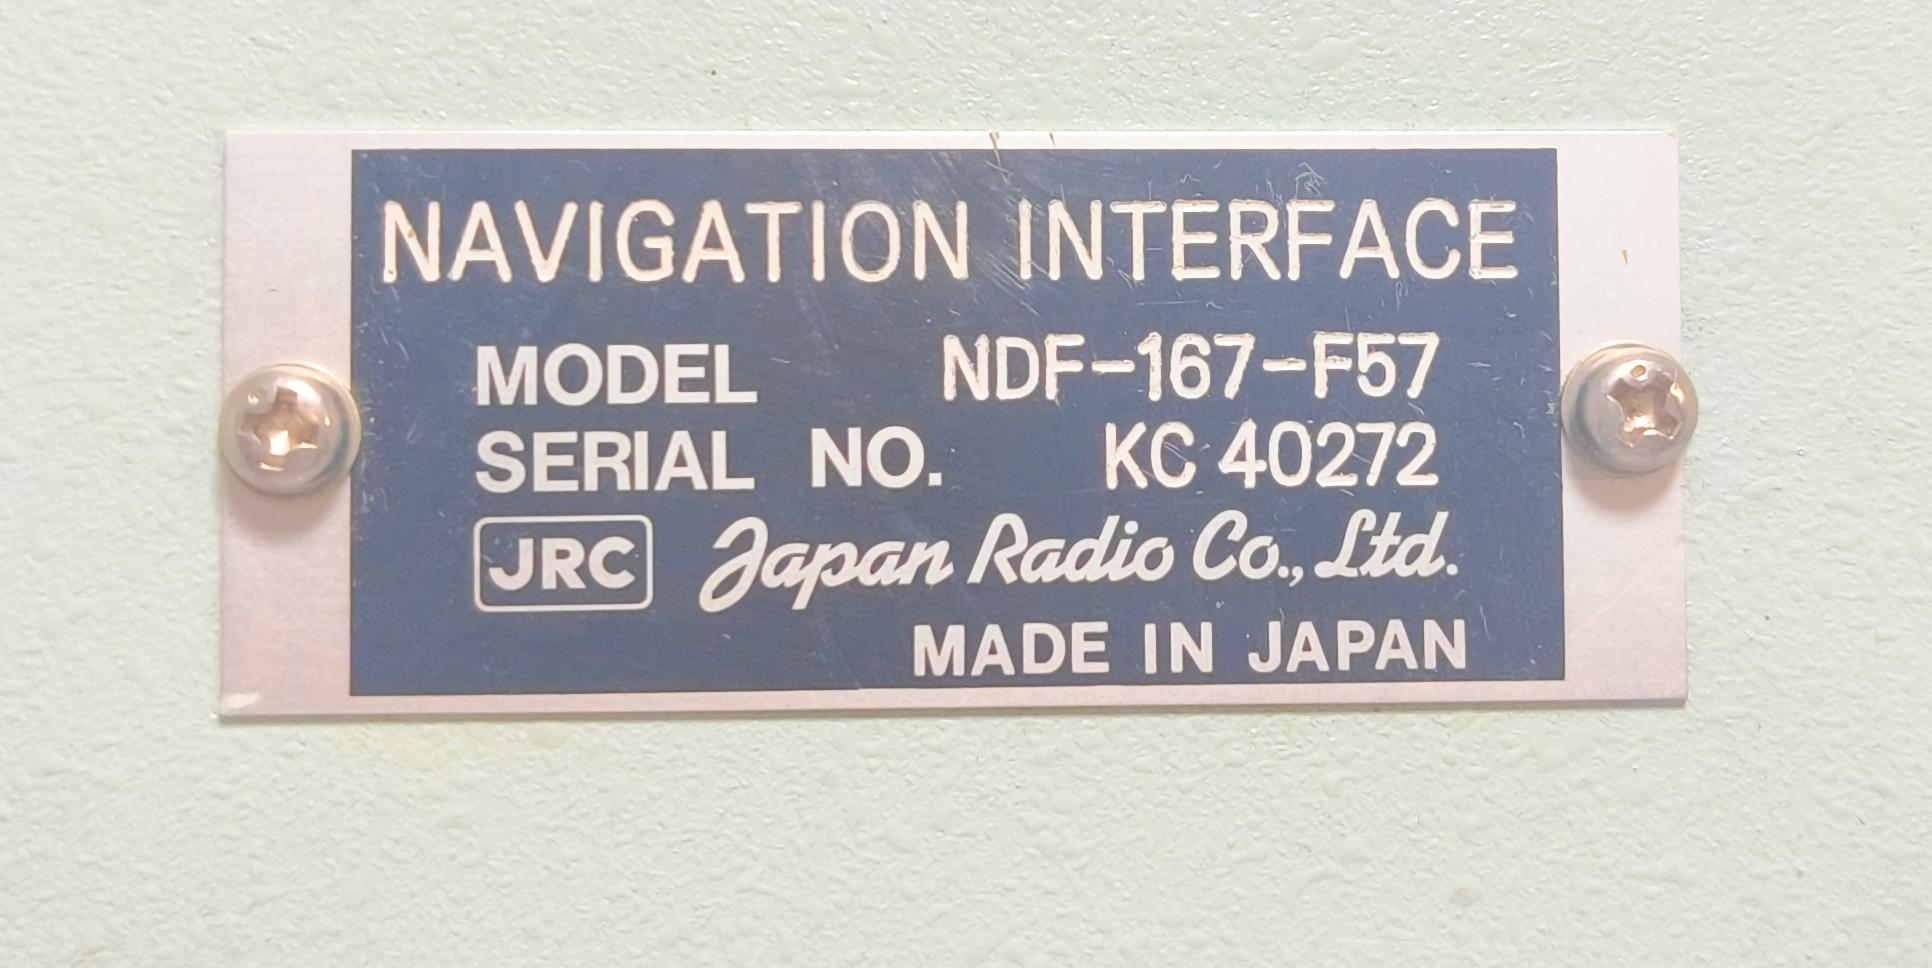 NAVIGATION INTERFACE
MODEL NDF-167-F57
SERIAL NO. KC 40272
JRC Japan Radio Co., Ltd.
MADE IN JAPAN